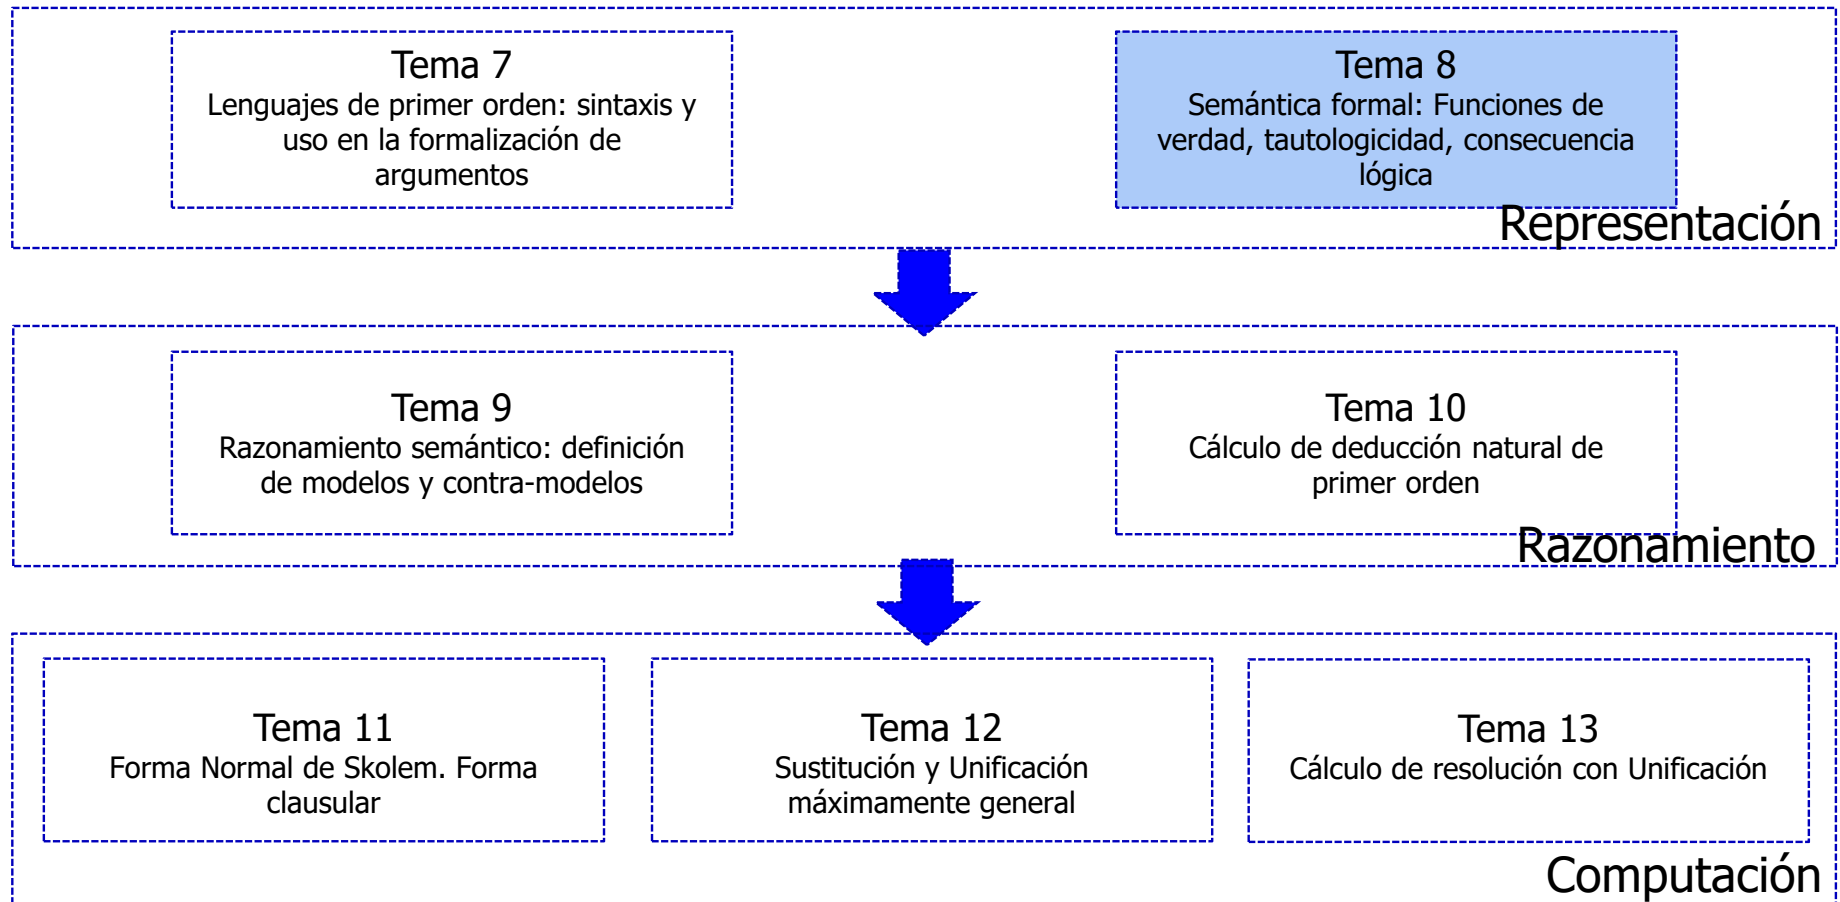 Tema 7
Lenguajes de primer orden: sintaxis y
uso en la formalización de
argumentos
Tema 8
Semántica formal: Funciones de
verdad, tautologicidad, consecuencia
lógica
Representación
Tema 9
Razonamiento semántico: definición
de modelos y contra-modelos
Tema 10
Cálculo de deducción natural de
primer orden
Razonamiento
Tema 11
Forma Normal de Skolem. Forma
clausular
Tema 12
Sustitución y Unificación
máximamente general
Tema 13
Cálculo de resolución con Unificación
Computación